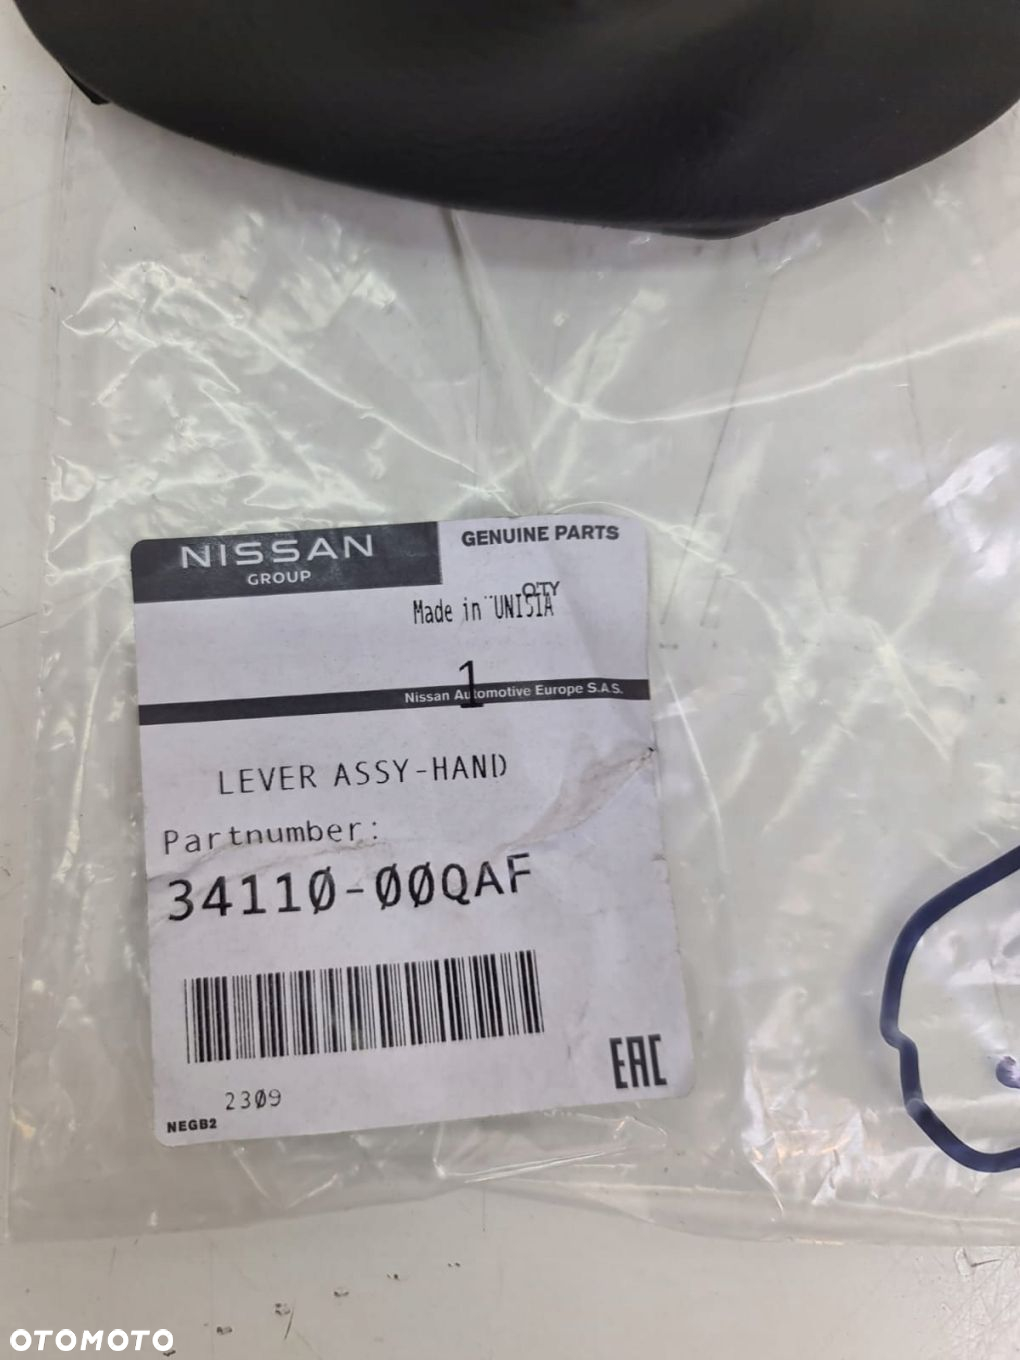 NISSAN
GROUP
GENUINE PARTS
Q'TY
Made in UNISIA
1
Nissan Automotive Europe S.A.S.
LEVER ASSY-HAND
Partnumber:
34110-00QAF
2309
NEGB2
EAC
OTOMOTO